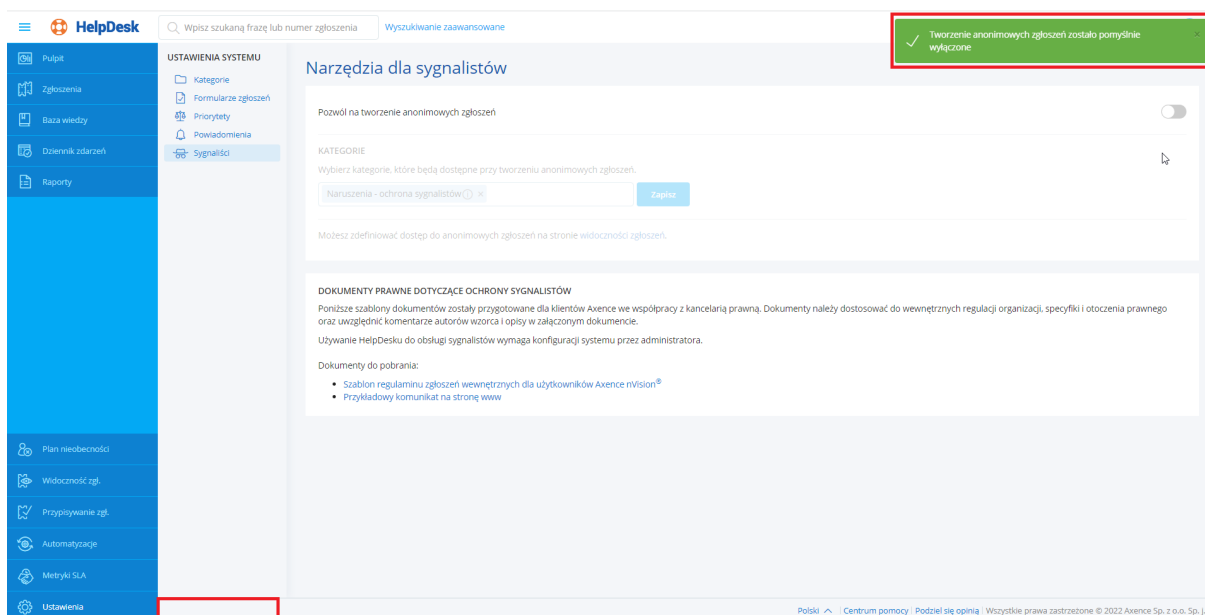 HelpDesk
Wpisz szukaną frazę lub numer zgłoszenia
Wyszukiwanie zaawansowane
Tworzenie anonimowych zgłoszeń zostało pomyślnie
wyłączone
Pulpit
Zgłoszenia
Baza wiedzy
Dziennik zdarzeń
Raporty
Plan nieobecności
Widoczność zgł.
Przypisywanie zgł.
Automatyzacje
Metryki SLA
Ustawienia
USTAWIENIA SYSTEMU
Kategorie
Formularze zgłoszeń
Priorytety
Powiadomienia
Sygnaliści
Narzędzia dla sygnalistów
Pozwól na tworzenie anonimowych zgłoszeń
KATEGORIE
Wybierz kategorie, które będą dostępne przy tworzeniu anonimowych zgłoszeń.
Naruszenia - ochrona sygnalistów
Zapisz
Możesz zdefiniować dostęp do anonimowych zgłoszeń na stronie widoczności zgłoszeń.
DOKUMENTY PRAWNE DOTYCZĄCE OCHRONY SYGNALISTÓW
Poniższe szablony dokumentów zostały przygotowane dla klientów Axence we współpracy z kancelarią prawną. Dokumenty należy dostosować do wewnętrznych regulacji organizacji, specyfiki i otoczenia prawnego
oraz uwzględnić komentarze autorów wzorca i opisy w załączonym dokumencie.
Używanie HelpDesku do obsługi sygnalistów wymaga konfiguracji systemu przez administratora.
Dokumenty do pobrania:
• Szablon regulaminu zgłoszeń wewnętrznych dla użytkowników Axence nVision®
• Przykładowy komunikat na stronę www
Polski | Centrum pomocy | Podziel się opinią | Wszystkie prawa zastrzeżone © 2022 Axence Sp. z o.o. Sp. j.